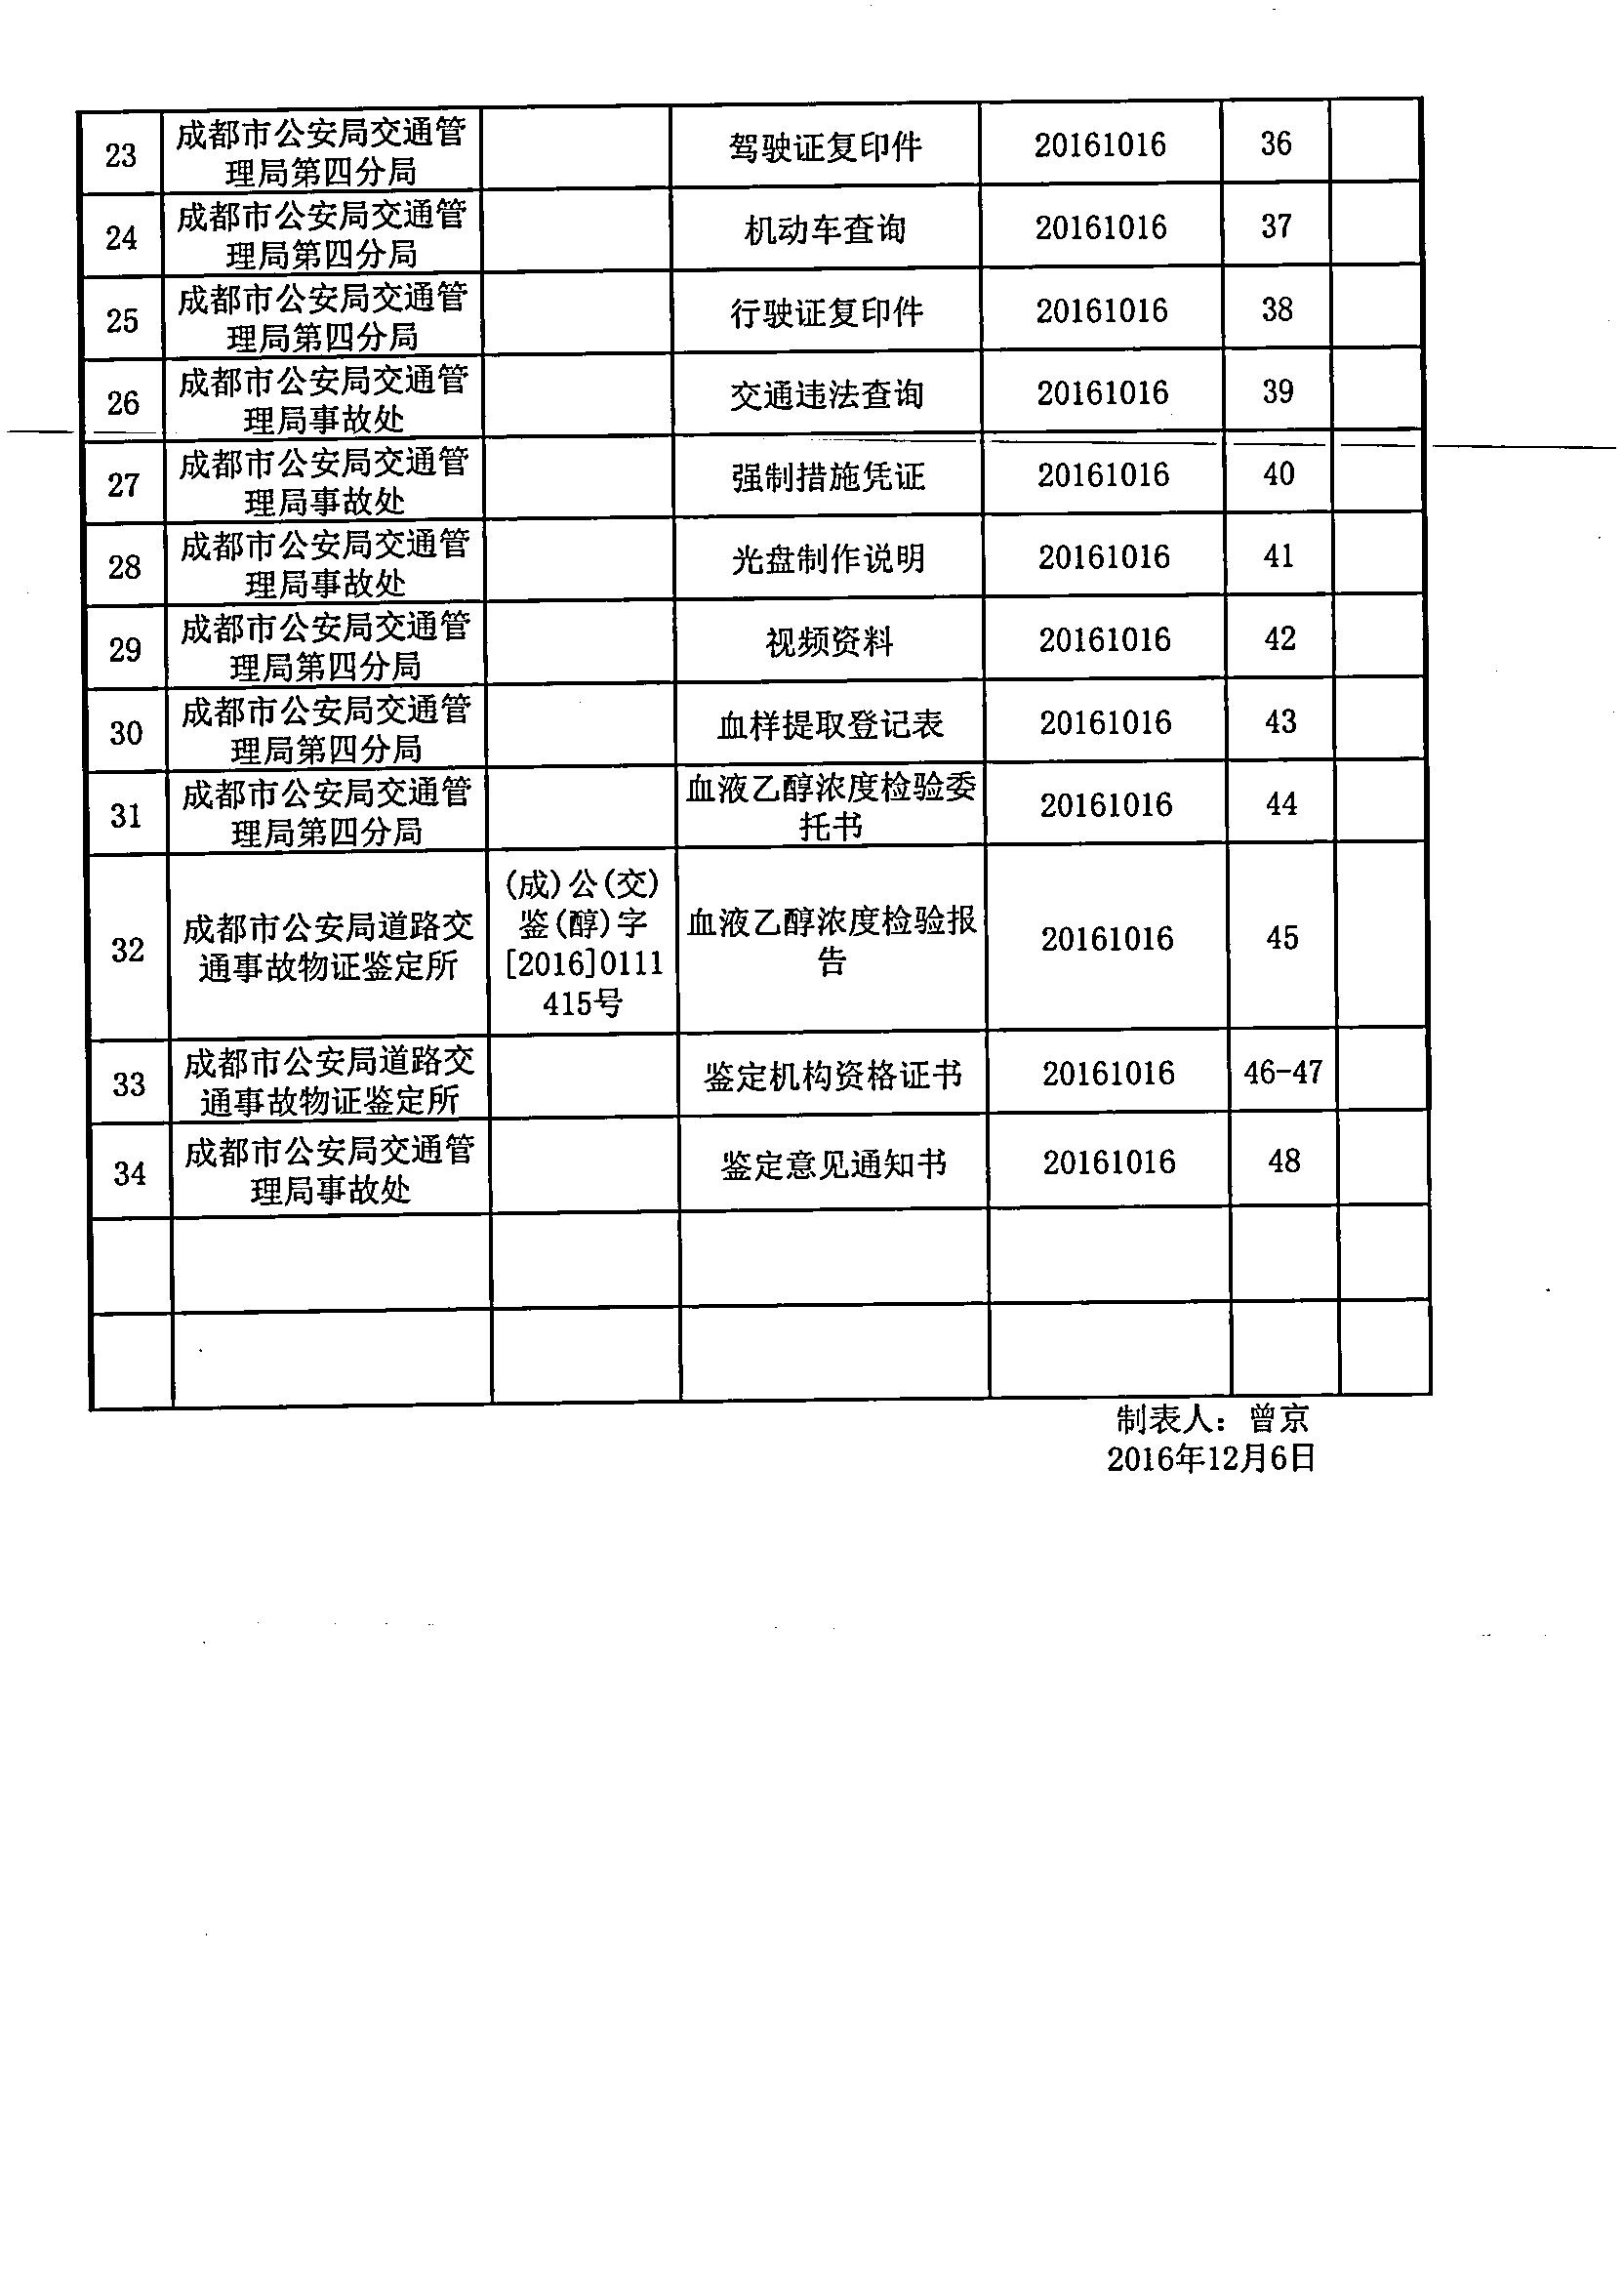 23 成都市公安局交通管 驾驶证复印件 20161016 36
理局第四分局
24 成都市公安局交通管 机动车查询 20161016 37
理局第四分局
25 成都市公安局交通管 行驶证复印件 20161016 38
理局第四分局
26 成都市公安局交通管 交通违法查询 20161016 39
理局事故处
27 成都市公安局交通管 强制措施凭证 20161016 40
理局事故处
28 成都市公安局交通管 光盘制作说明 20161016 41
理局事故处
29 成都市公安局交通管 视频资料 20161016 42
理局第四分局
30 成都市公安局交通管 血样提取登记表 20161016 43
理局第四分局
31 成都市公安局交通管 血液乙醇浓度检验委 20161016 44
理局第四分局 托书
(成)公(交)
32 成都市公安局道路交 鉴(醇)字 血液乙醇浓度检验报 20161016 45
通事故物证鉴定所 [2016]0111 告
415号
33 成都市公安局道路交 鉴定机构资格证书 20161016 46-47
通事故物证鉴定所
34 成都市公安局交通管 鉴定意见通知书 20161016 48
理局事故处
制表人：曾京
2016年12月6日